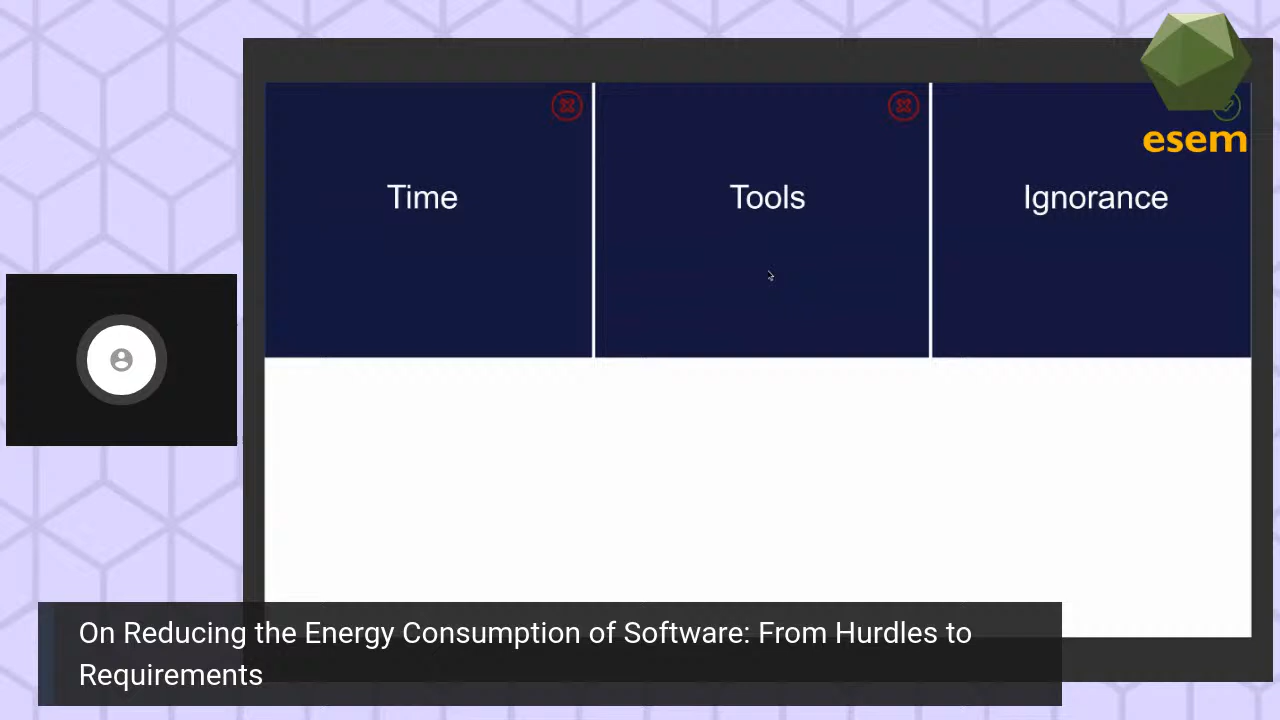 esem
Time
Tools
Ignorance
On Reducing the Energy Consumption of Software: From Hurdles to
Requirements